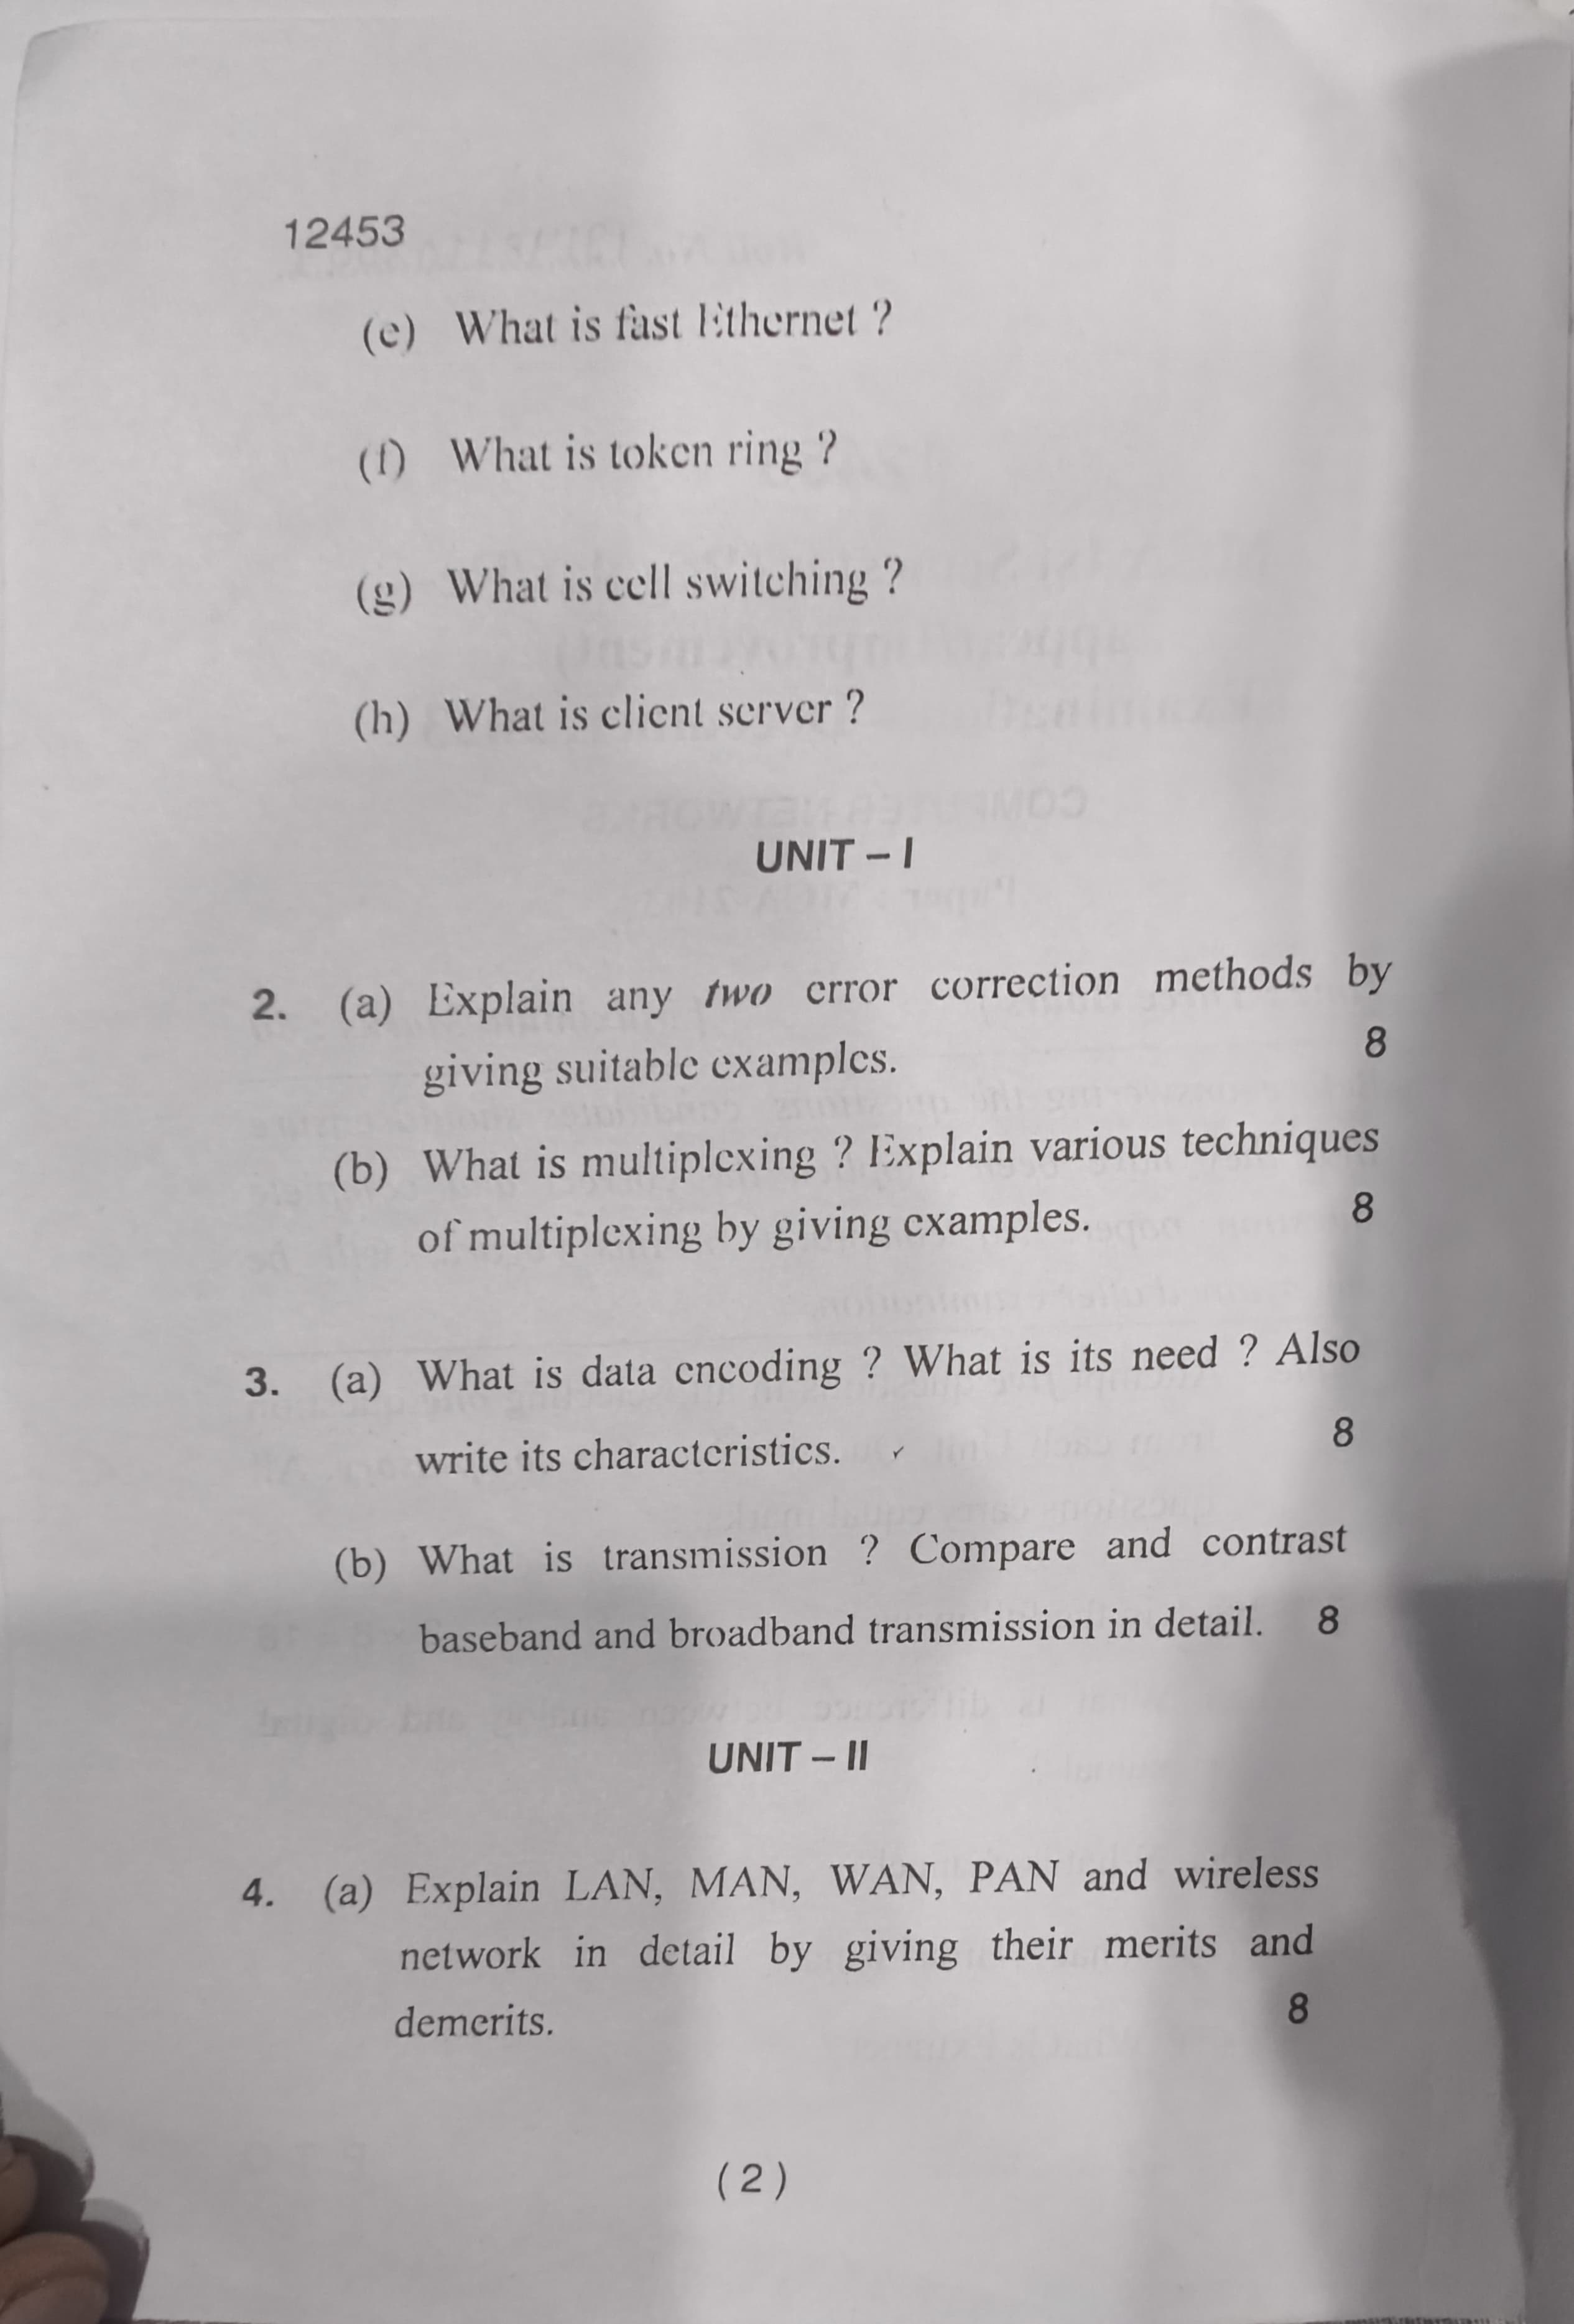 12453
(e) What is fast Ethernet ?
(f) What is token ring ?
(g) What is cell switching ?
(h) What is client server ?
UNIT – I
2. (a) Explain any two error correction methods by
giving suitable examples. 8
(b) What is multiplexing ? Explain various techniques
of multiplexing by giving examples. 8
3. (a) What is data encoding ? What is its need ? Also
write its characteristics. 8
(b) What is transmission ? Compare and contrast
baseband and broadband transmission in detail. 8
UNIT – II
4. (a) Explain LAN, MAN, WAN, PAN and wireless
network in detail by giving their merits and
demerits. 8
(2)